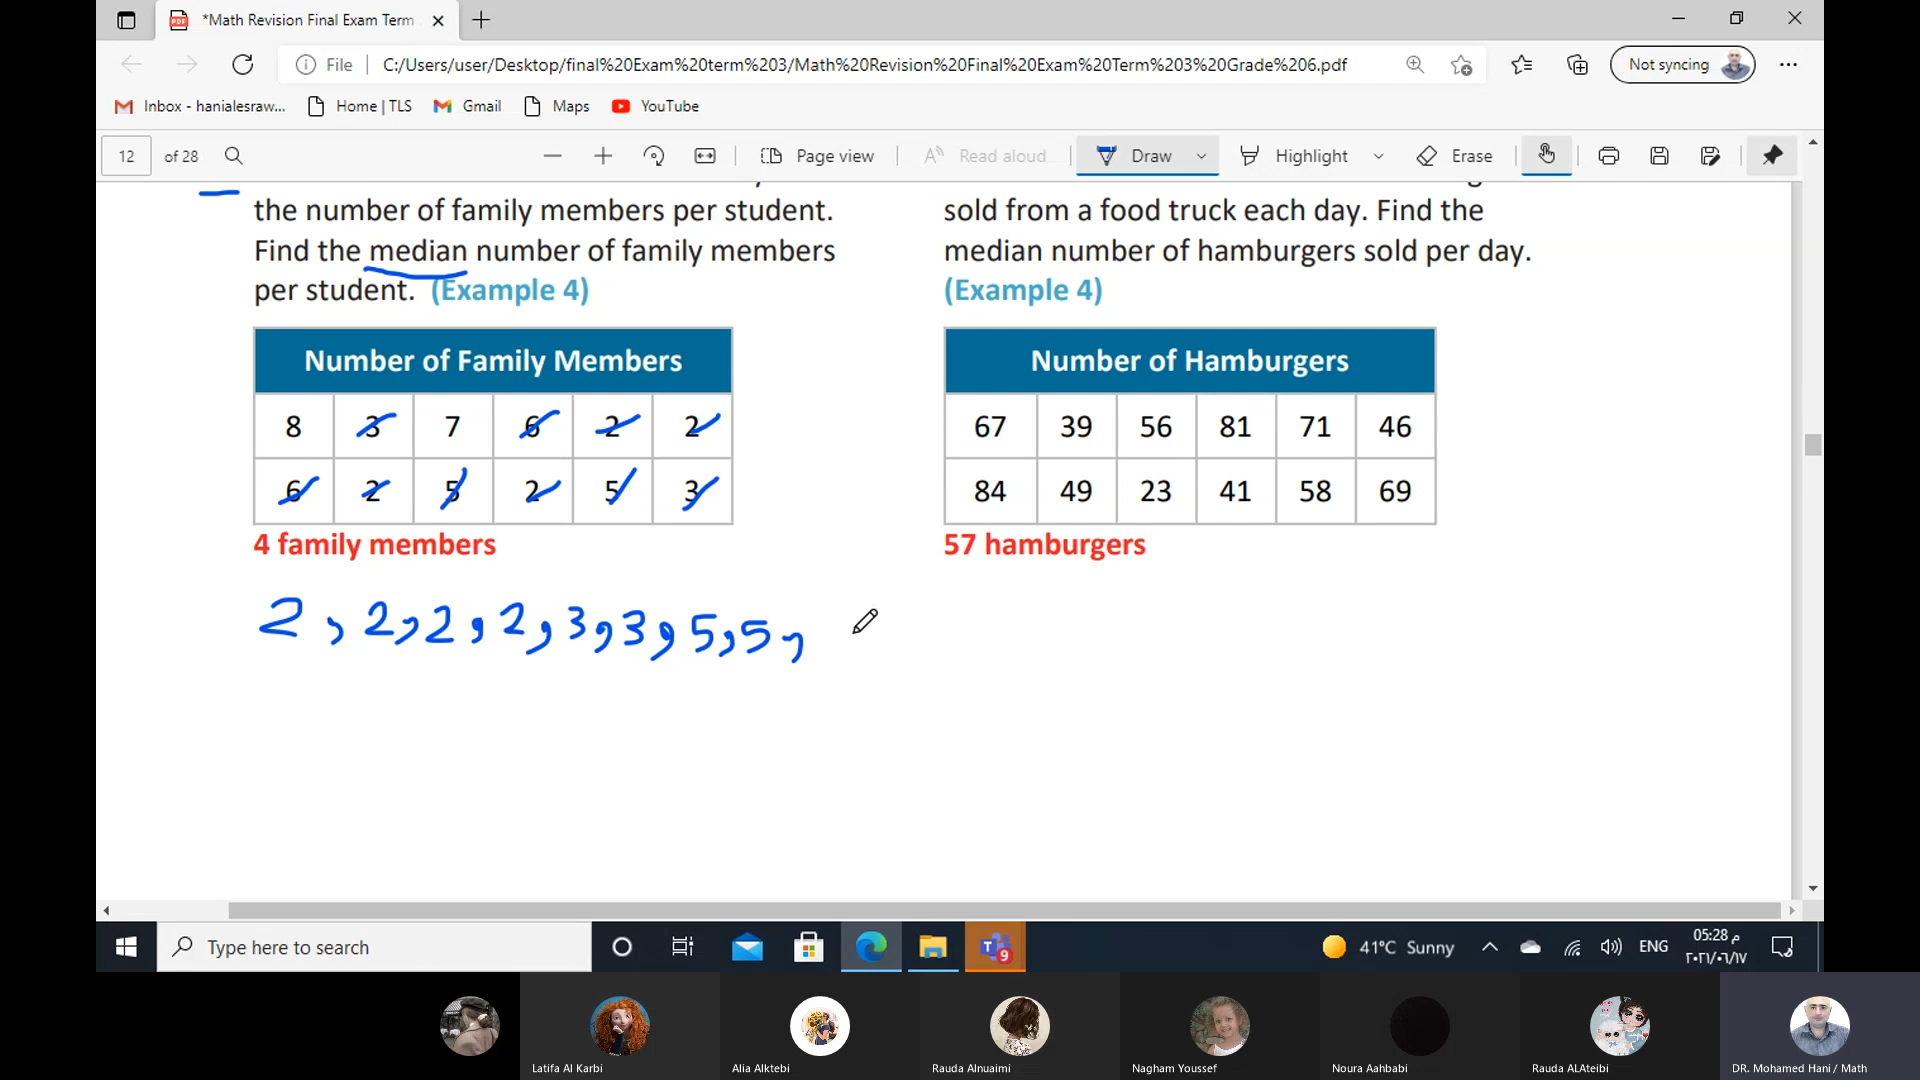 *Math Revision Final Exam Term
File C:/Users/user/Desktop/final%20Exam%20term%203/Math%20Revision%20Final%20Exam%20Term%203%20Grade%206.pdf Not syncing
Inbox - hanialesraw... Home | TLS Gmail Maps YouTube
12 of 28 Page view Read aloud Draw Highlight Erase
the number of family members per student.
Find the median number of family members
per student. (Example 4)
Number of Family Members
8 3 7 6 2 2
6 2 5 2 5 3
4 family members
2 , 2 , 2 , 2 , 3 , 3 , 5 , 5 ,
sold from a food truck each day. Find the
median number of hamburgers sold per day.
(Example 4)
Number of Hamburgers
67 39 56 81 71 46
84 49 23 41 58 69
57 hamburgers
Type here to search 9 41°C Sunny ENG 05:28 م
٢٠٢١/٠٦/١٧
Latifa Al Karbi Alia Alktebi Rauda Alnuaimi Nagham Youssef Noura Aahbabi Rauda ALAteibi DR. Mohamed Hani / Math